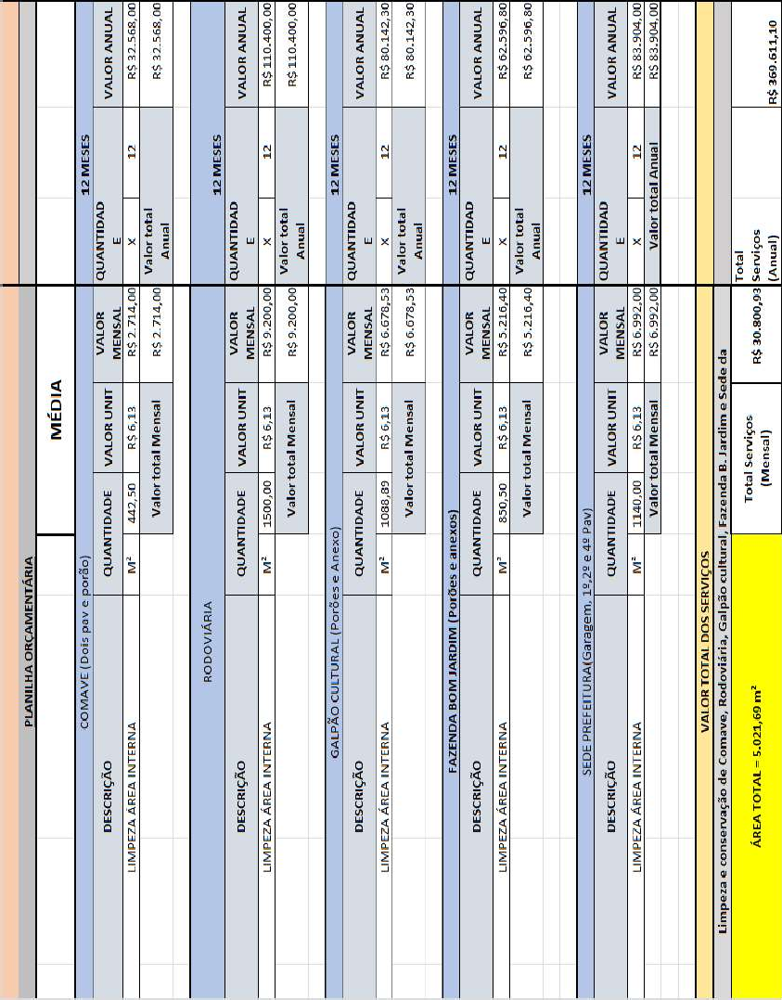 PLANILHA ORÇAMENTÁRIA
MÉDIA
COMAVE (Dois pav e porão) 12 MESES
DESCRIÇÃO QUANTIDADE VALOR UNIT VALOR MENSAL QUANTIDAD E VALOR ANUAL
LIMPEZA ÁREA INTERNA M² 442,50 R$ 6,13 R$ 2.714,00 X 12 R$ 32.568,00
Valor total Mensal R$ 2.714,00 Valor total Anual R$ 32.568,00
RODOVIÁRIA 12 MESES
DESCRIÇÃO QUANTIDADE VALOR UNIT VALOR MENSAL QUANTIDAD E VALOR ANUAL
LIMPEZA ÁREA INTERNA M² 1500,00 R$ 6,13 R$ 9.200,00 X 12 R$ 110.400,00
Valor total Mensal R$ 9.200,00 Valor total Anual R$ 110.400,00
GALPÃO CULTURAL (Porões e Anexo) 12 MESES
DESCRIÇÃO QUANTIDADE VALOR UNIT VALOR MENSAL QUANTIDAD E VALOR ANUAL
LIMPEZA ÁREA INTERNA M² 1088,89 R$ 6,13 R$ 6.678,53 X 12 R$ 80.142,30
Valor total Mensal R$ 6.678,53 Valor total Anual R$ 80.142,30
FAZENDA BOM JARDIM (Porões e anexos) 12 MESES
DESCRIÇÃO QUANTIDADE VALOR UNIT VALOR MENSAL QUANTIDAD E VALOR ANUAL
LIMPEZA ÁREA INTERNA M² 850,50 R$ 6,13 R$ 5.216,40 X 12 R$ 62.596,80
Valor total Mensal R$ 5.216,40 Valor total Anual R$ 62.596,80
SEDE PREFEITURA(Garagem, 1º,2º e 4º Pav) 12 MESES
DESCRIÇÃO QUANTIDADE VALOR UNIT VALOR MENSAL QUANTIDAD E VALOR ANUAL
LIMPEZA ÁREA INTERNA M² 1140,00 R$ 6,13 R$ 6.992,00 X 12 R$ 83.904,00
Valor total Mensal R$ 6.992,00 Valor total Anual R$ 83.904,00
VALOR TOTAL DOS SERVIÇOS
Limpeza e conservação de Comave, Rodoviária, Galpão cultural, Fazenda B. Jardim e Sede da
ÁREA TOTAL = 5.021,69 m² Total Serviços (Mensal) R$ 30.800,93 Total Serviços (Anual) R$ 369.611,10